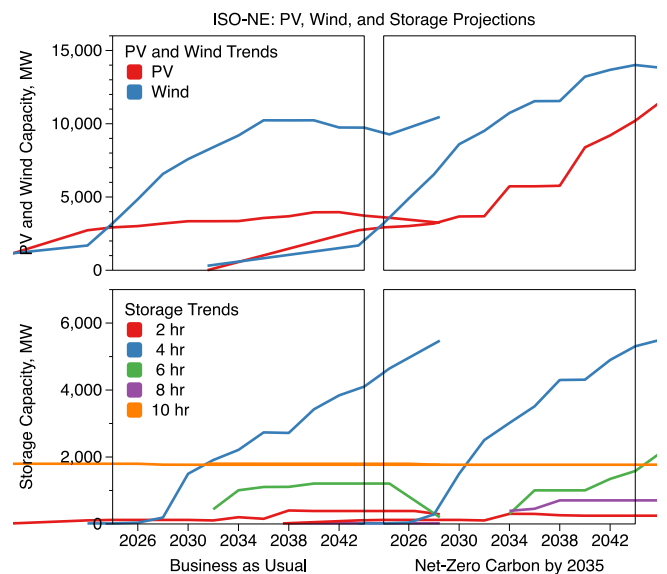 ISO-NE: PV, Wind, and Storage Projections
PV and Wind Capacity, MW
15,000
10,000
5,000
0
PV and Wind Trends
PV
Wind
Storage Capacity, MW
6,000
4,000
2,000
0
Storage Trends
2 hr
4 hr
6 hr
8 hr
10 hr
2026 2030 2034 2038 2042 2026 2030 2034 2038 2042
Business as Usual Net-Zero Carbon by 2035